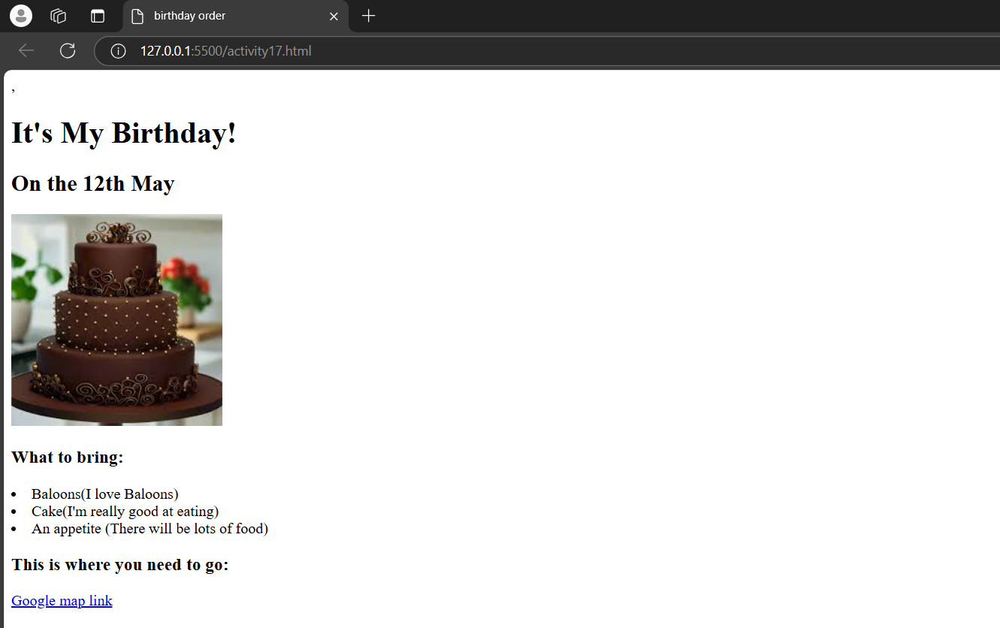 birthday order
127.0.0.1:5500/activity17.html
,
It's My Birthday!
On the 12th May
What to bring:
Baloons(I love Baloons)
Cake(I'm really good at eating)
An appetite (There will be lots of food)
This is where you need to go:
Google map link